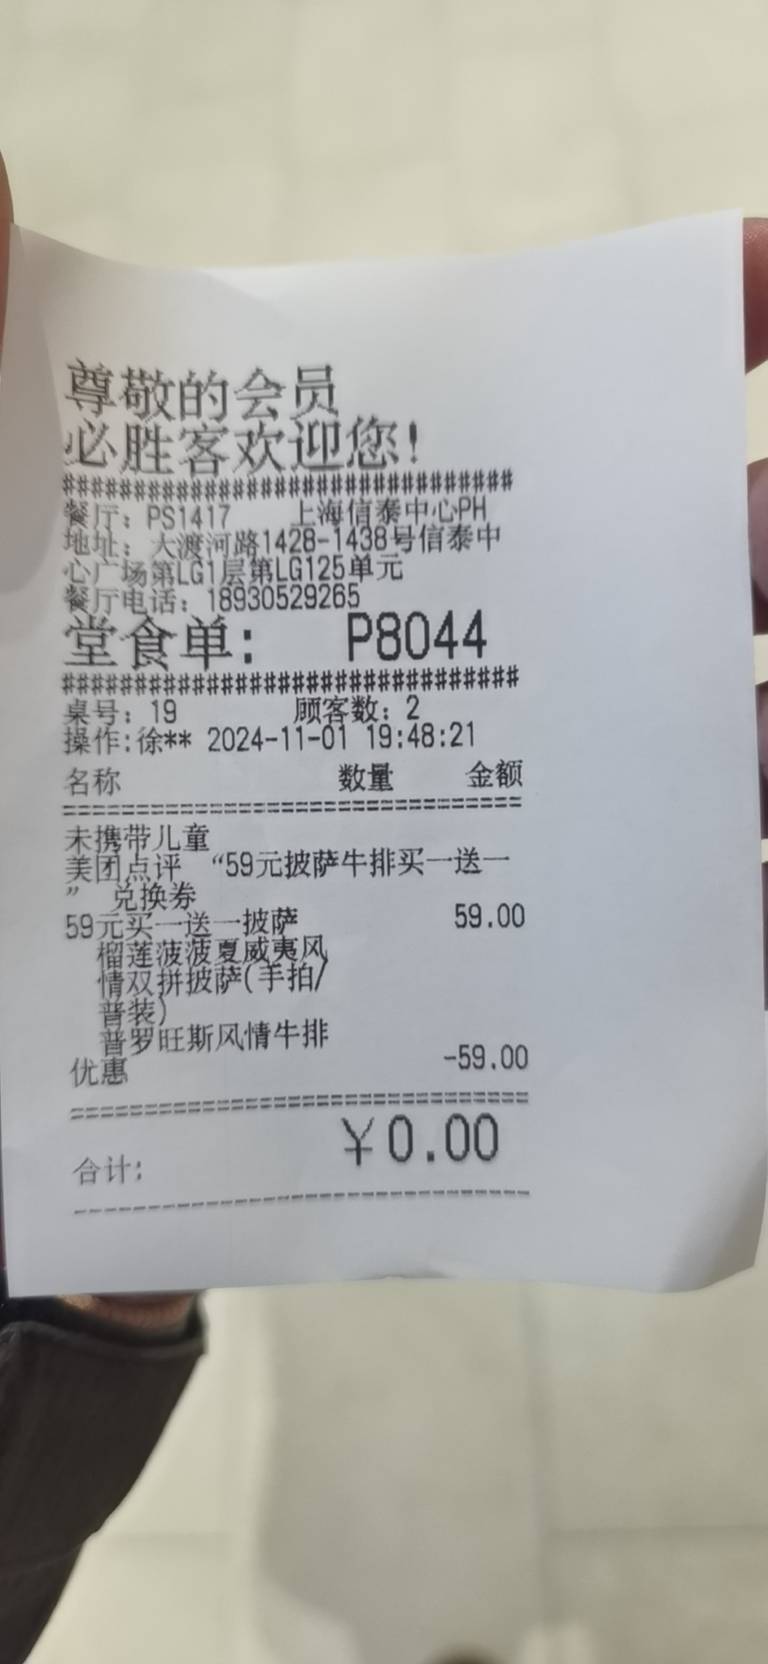 尊敬的会员
必胜客欢迎您!
###############################
餐厅: PS1417 上海信泰中心PH
地址: 大渡河路1428-1438号信泰中
心广场第LG1层第LG125单元
餐厅电话: 18930529265
堂食单: P8044
###############################
桌号: 19 顾客数: 2
操作:徐** 2024-11-01 19:48:21
名称 数量 金额
================================
未携带儿童
美团点评 “59元披萨牛排买一送一
” 兑换券
59元买一送一披萨 59.00
榴莲菠菠夏威夷风
情双拼披萨(手拍/
普装)
普罗旺斯风情牛排
优惠 -59.00
================================
合计: ￥0.00
--------------------------------